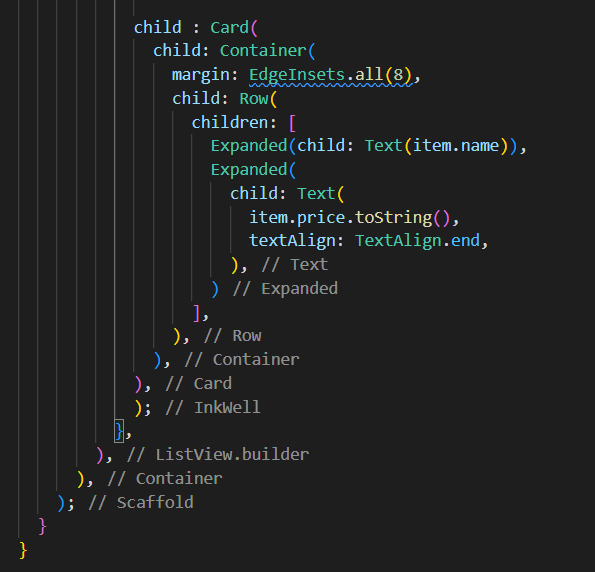 child : Card(
child: Container(
margin: EdgeInsets.all(8),
child: Row(
children: [
Expanded(child: Text(item.name)),
Expanded(
child: Text(
item.price.toString(),
textAlign: TextAlign.end,
), // Text
) // Expanded
],
), // Row
), // Container
), // Card
); // InkWell
},
), // ListView.builder
), // Container
); // Scaffold
}
}